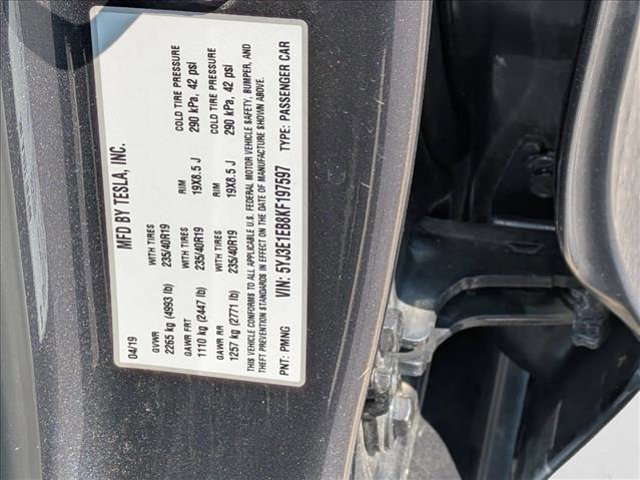 MFD BY TESLA, INC.
04/19
GVWR WITH TIRES RIM COLD TIRE PRESSURE
2265 kg (4993 lb) 235/40R19 19X8.5 J 290 kPa, 42 psi
GAWR FRT WITH TIRES RIM COLD TIRE PRESSURE
1110 kg (2447 lb) 235/40R19 19X8.5 J 290 kPa, 42 psi
GAWR RR WITH TIRES
1257 kg (2771 lb) 235/40R19
THIS VEHICLE CONFORMS TO ALL APPLICABLE U.S. FEDERAL MOTOR VEHICLE SAFETY, BUMPER, AND
THEFT PREVENTION STANDARDS IN EFFECT ON THE DATE OF MANUFACTURE SHOWN ABOVE.
PNT: PMNG VIN: 5YJ3E1EB8KF197597 TYPE: PASSENGER CAR